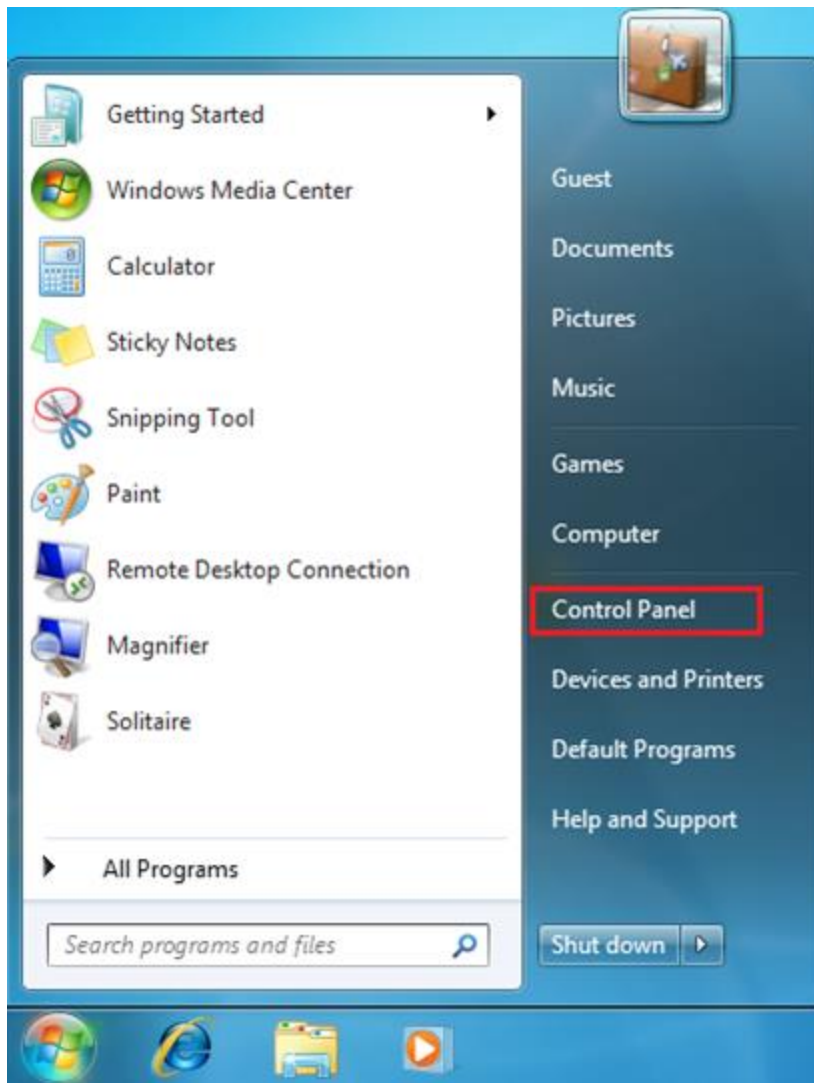 Getting Started
Windows Media Center
Calculator
Sticky Notes
Snipping Tool
Paint
Remote Desktop Connection
Magnifier
Solitaire
All Programs
Search programs and files
Guest
Documents
Pictures
Music
Games
Computer
Control Panel
Devices and Printers
Default Programs
Help and Support
Shut down